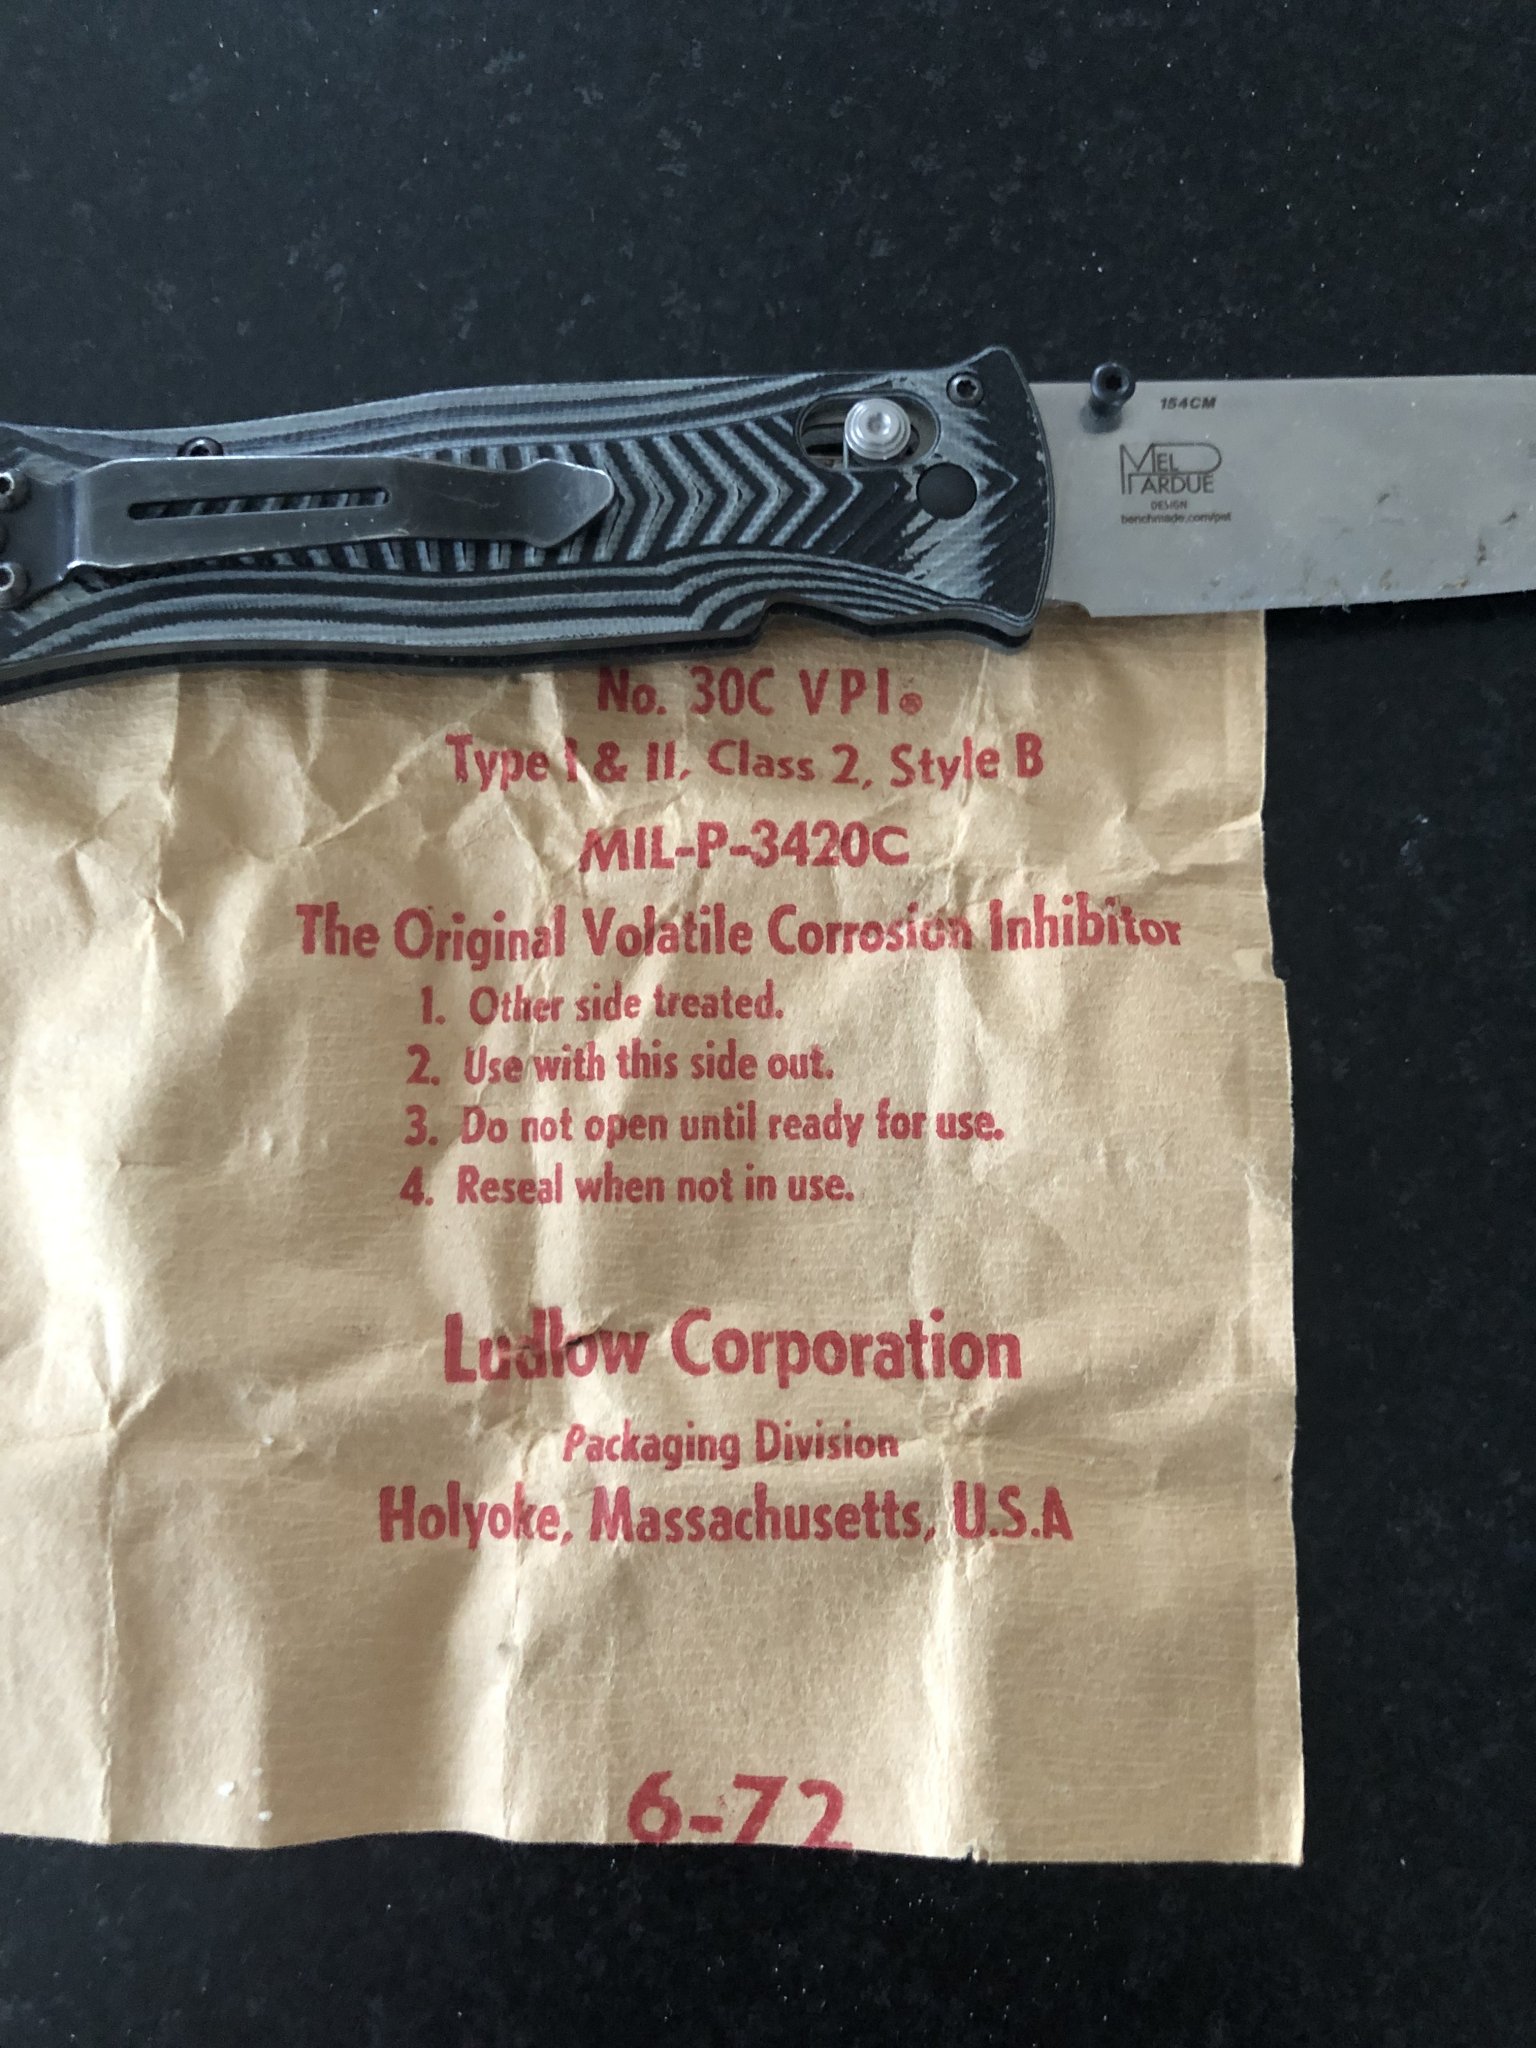 154CM
MEL
PARDUE
DESIGN
benchmade.com/pat
No. 30C VPI®
Type I & II, Class 2, Style B
MIL-P-3420C
The Original Volatile Corrosion Inhibitor
1. Other side treated.
2. Use with this side out.
3. Do not open until ready for use.
4. Reseal when not in use.
Ludlow Corporation
Packaging Division
Holyoke, Massachusetts, U.S.A
6-72